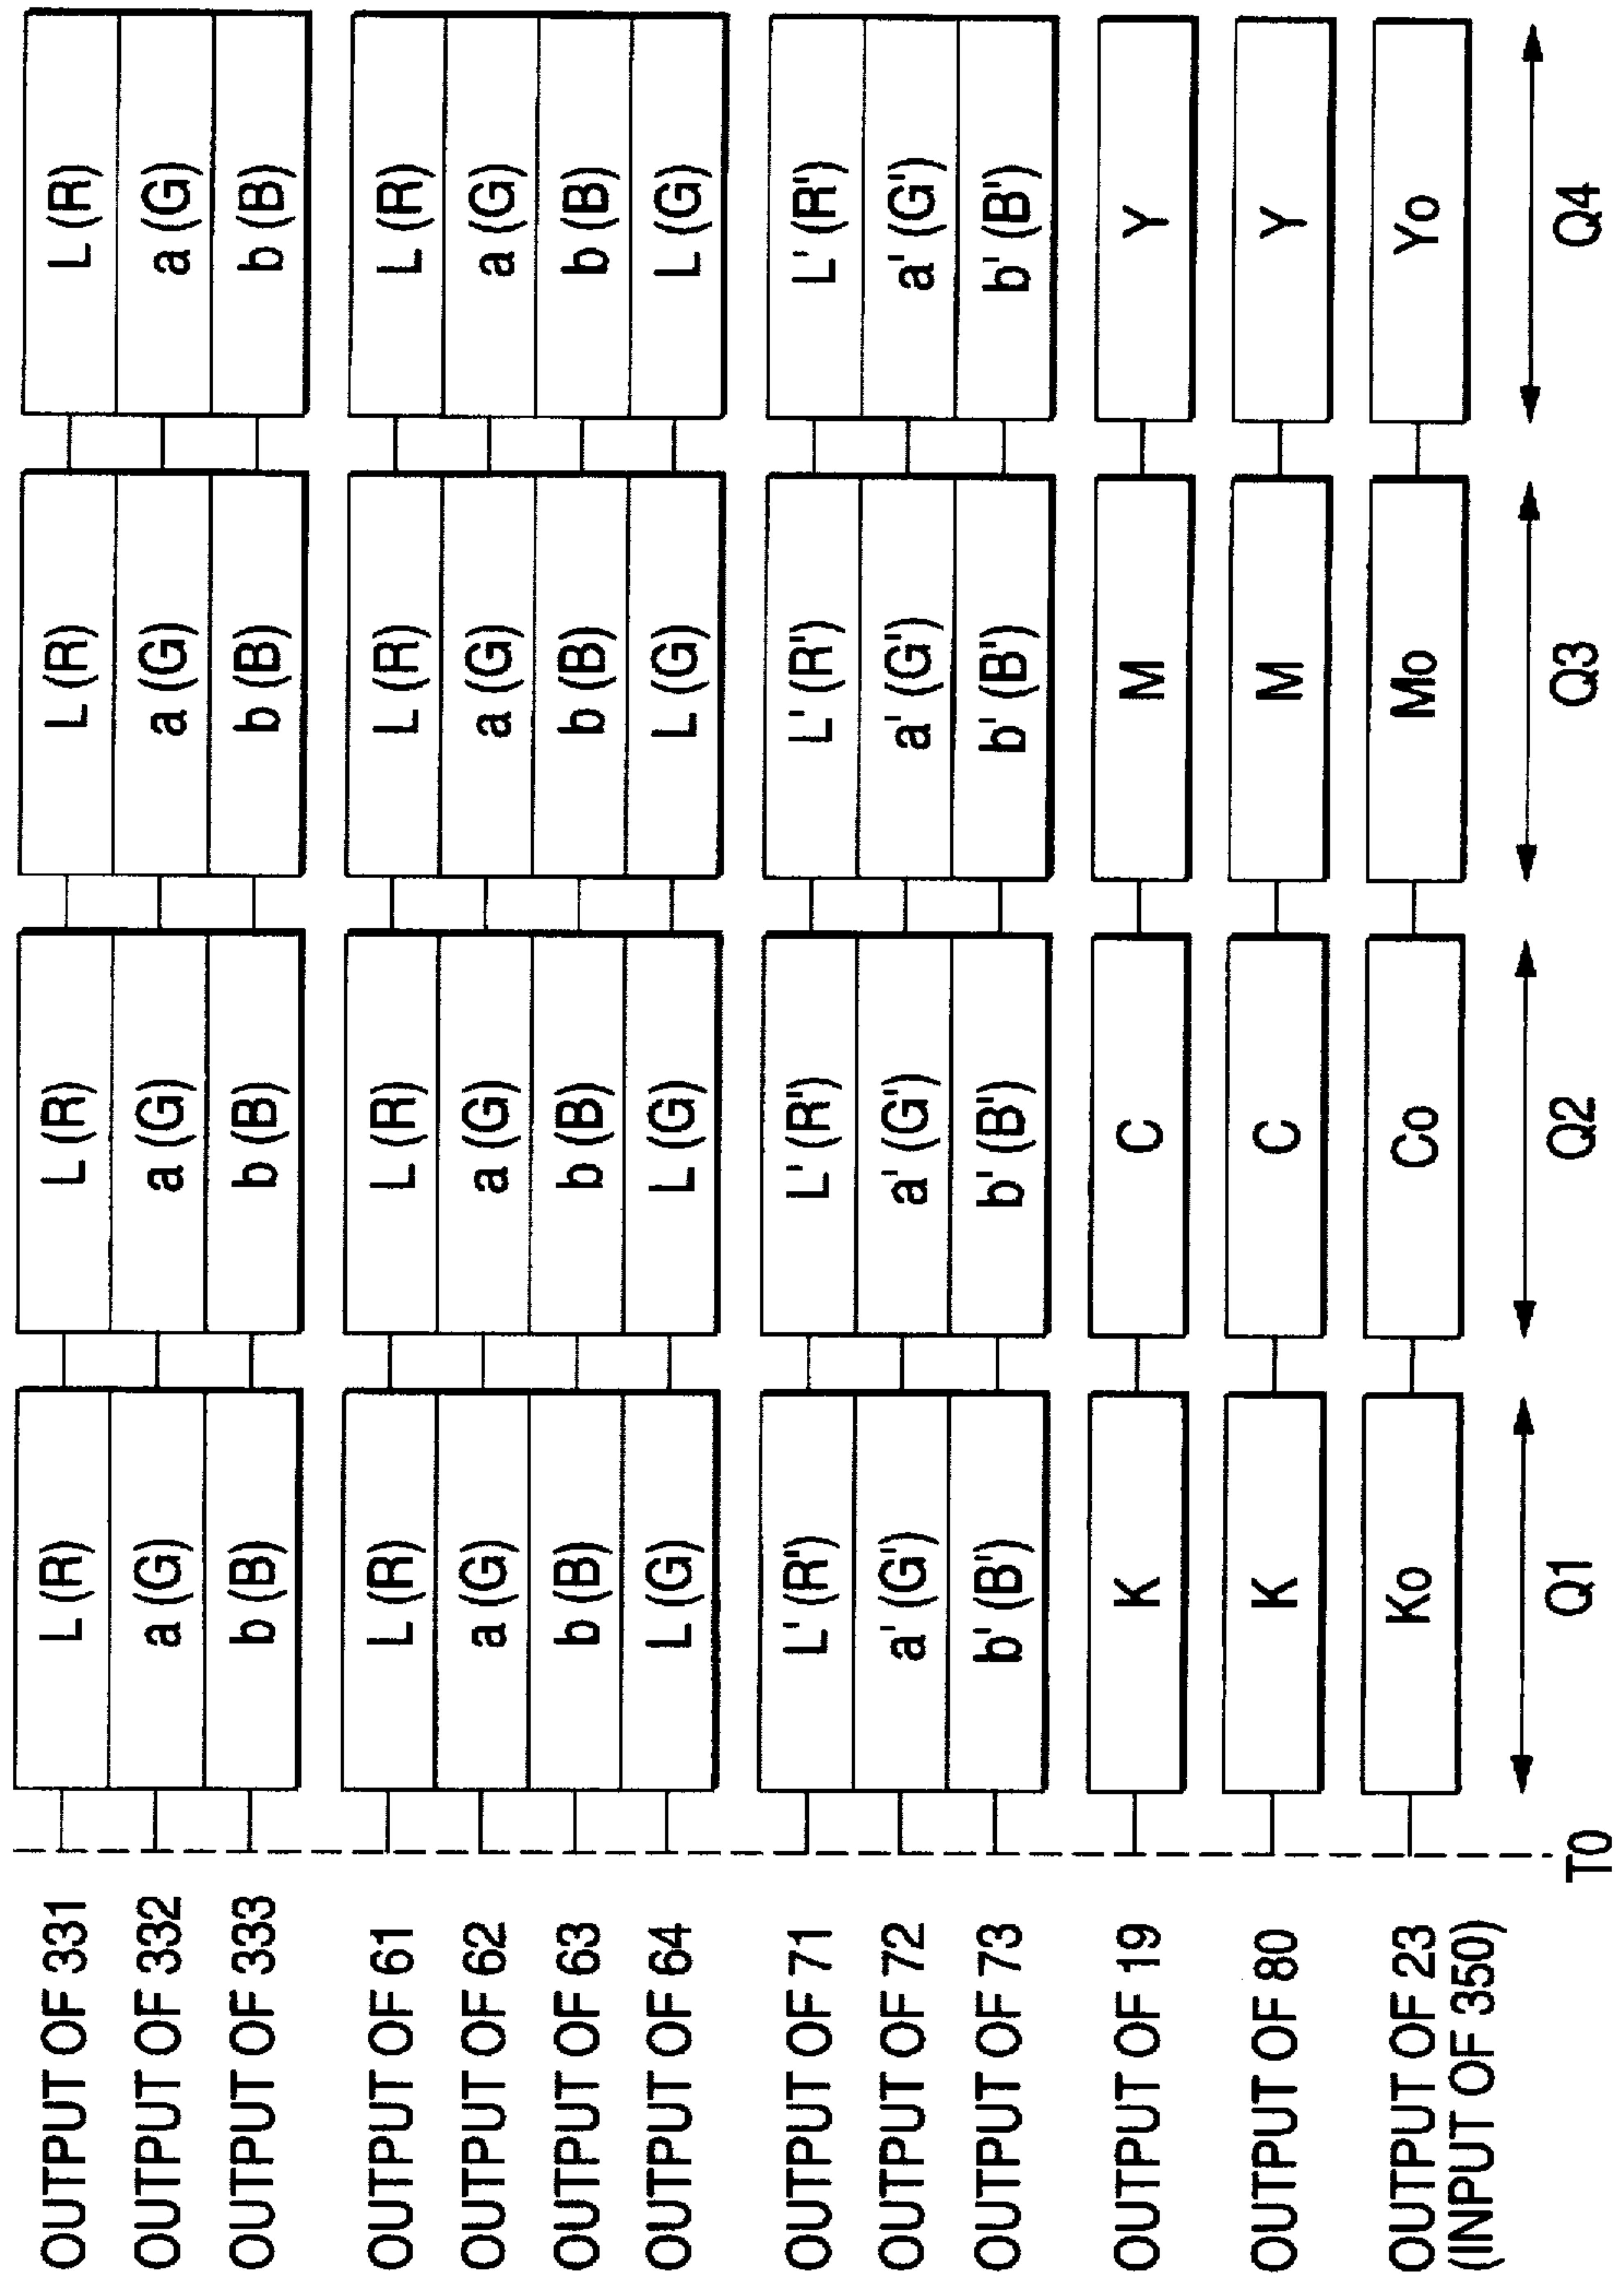 OUTPUT OF 331 L (R) L (R) L (R) L (R)
OUTPUT OF 332 a (G) a (G) a (G) a (G)
OUTPUT OF 333 b (B) b (B) b (B) b (B)
OUTPUT OF 61 L (R) L (R) L (R) L (R)
OUTPUT OF 62 a (G) a (G) a (G) a (G)
OUTPUT OF 63 b (B) b (B) b (B) b (B)
OUTPUT OF 64 L (G) L (G) L (G) L (G)
OUTPUT OF 71 L' (R') L' (R') L' (R') L' (R')
OUTPUT OF 72 a' (G') a' (G') a' (G') a' (G')
OUTPUT OF 73 b' (B') b' (B') b' (B') b' (B')
OUTPUT OF 19 K C M Y
OUTPUT OF 80 K C M Y
OUTPUT OF 23 Ko Co Mo Yo
(INPUT OF 350)
T0 Q1 Q2 Q3 Q4